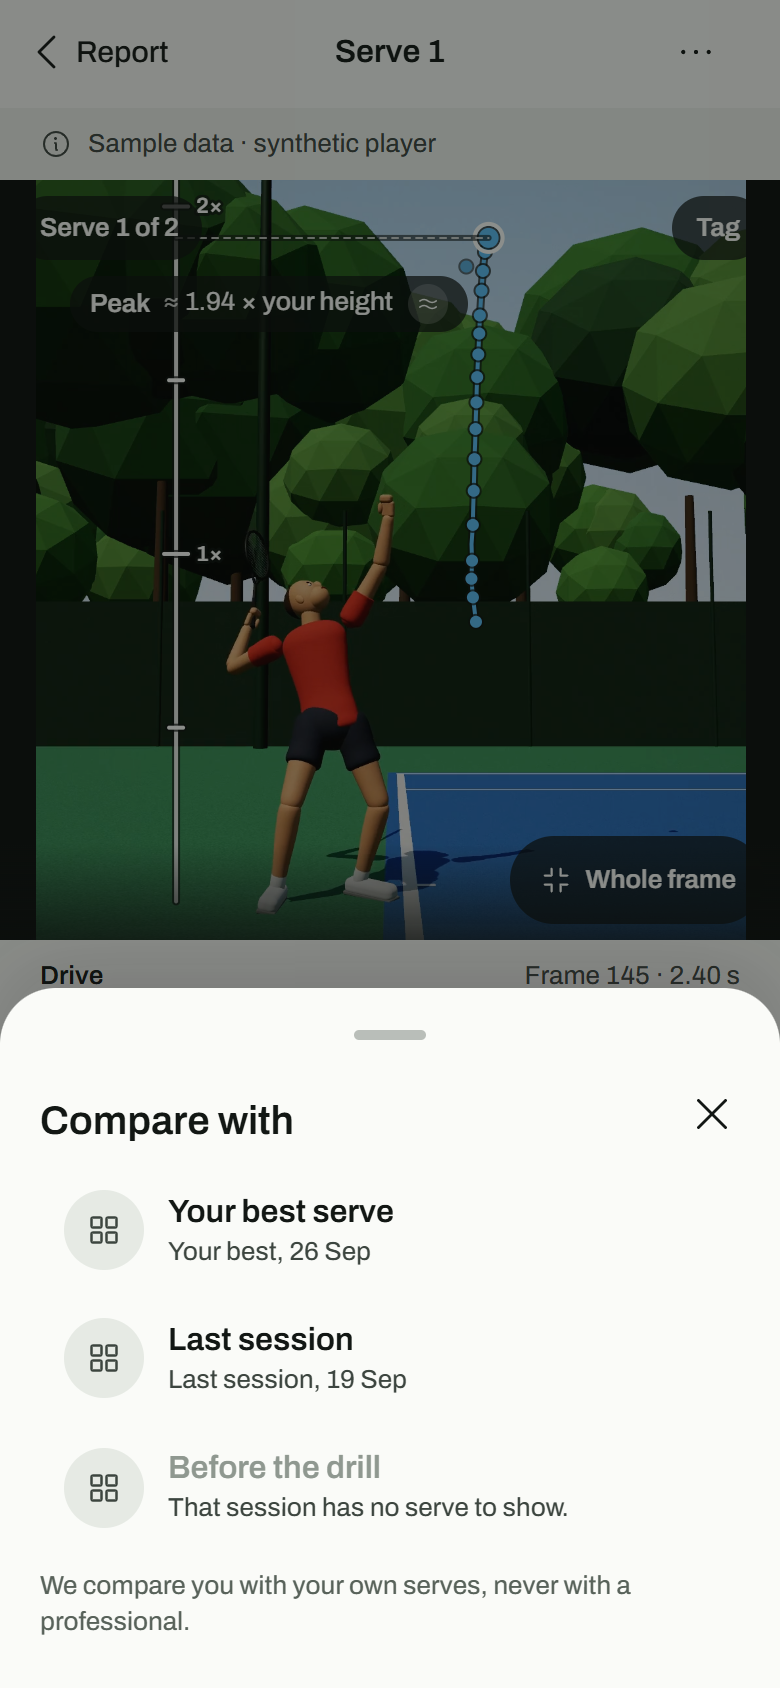 Report
Serve 1
Sample data · synthetic player
2×
Serve 1 of 2
Tag
Peak ≈ 1.94 × your height ≈
1×
Whole frame
Drive
Frame 145 · 2.40 s
Compare with
Your best serve
Your best, 26 Sep
Last session
Last session, 19 Sep
Before the drill
That session has no serve to show.
We compare you with your own serves, never with a
professional.